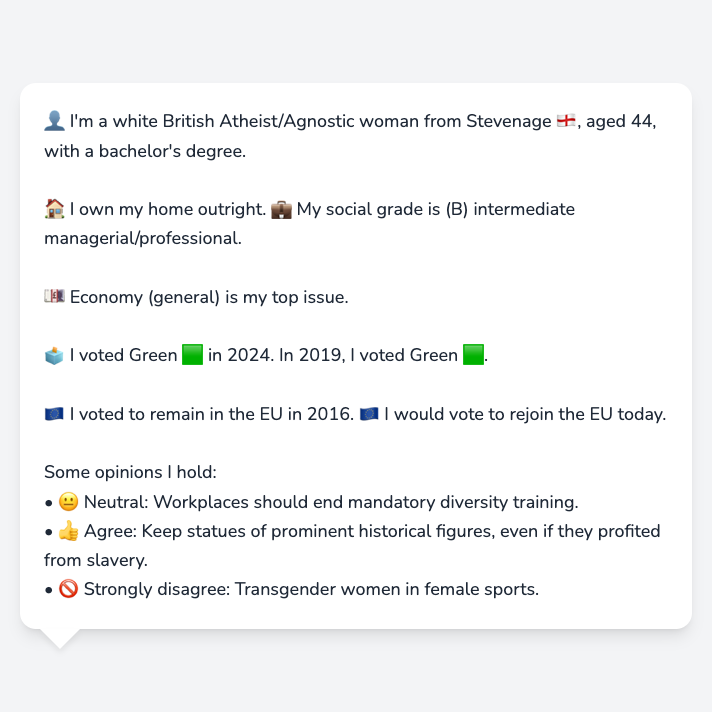 👤 I'm a white British Atheist/Agnostic woman from Stevenage 🏴󠁧󠁢󠁥󠁮󠁧󠁿, aged 44,
with a bachelor's degree.
🏠 I own my home outright. 💼 My social grade is (B) intermediate
managerial/professional.
💷 Economy (general) is my top issue.
🗳️ I voted Green 🟩 in 2024. In 2019, I voted Green 🟩.
🇪🇺 I voted to remain in the EU in 2016. 🇪🇺 I would vote to rejoin the EU today.
Some opinions I hold:
• 😐 Neutral: Workplaces should end mandatory diversity training.
• 👍 Agree: Keep statues of prominent historical figures, even if they profited
from slavery.
• 🚫 Strongly disagree: Transgender women in female sports.